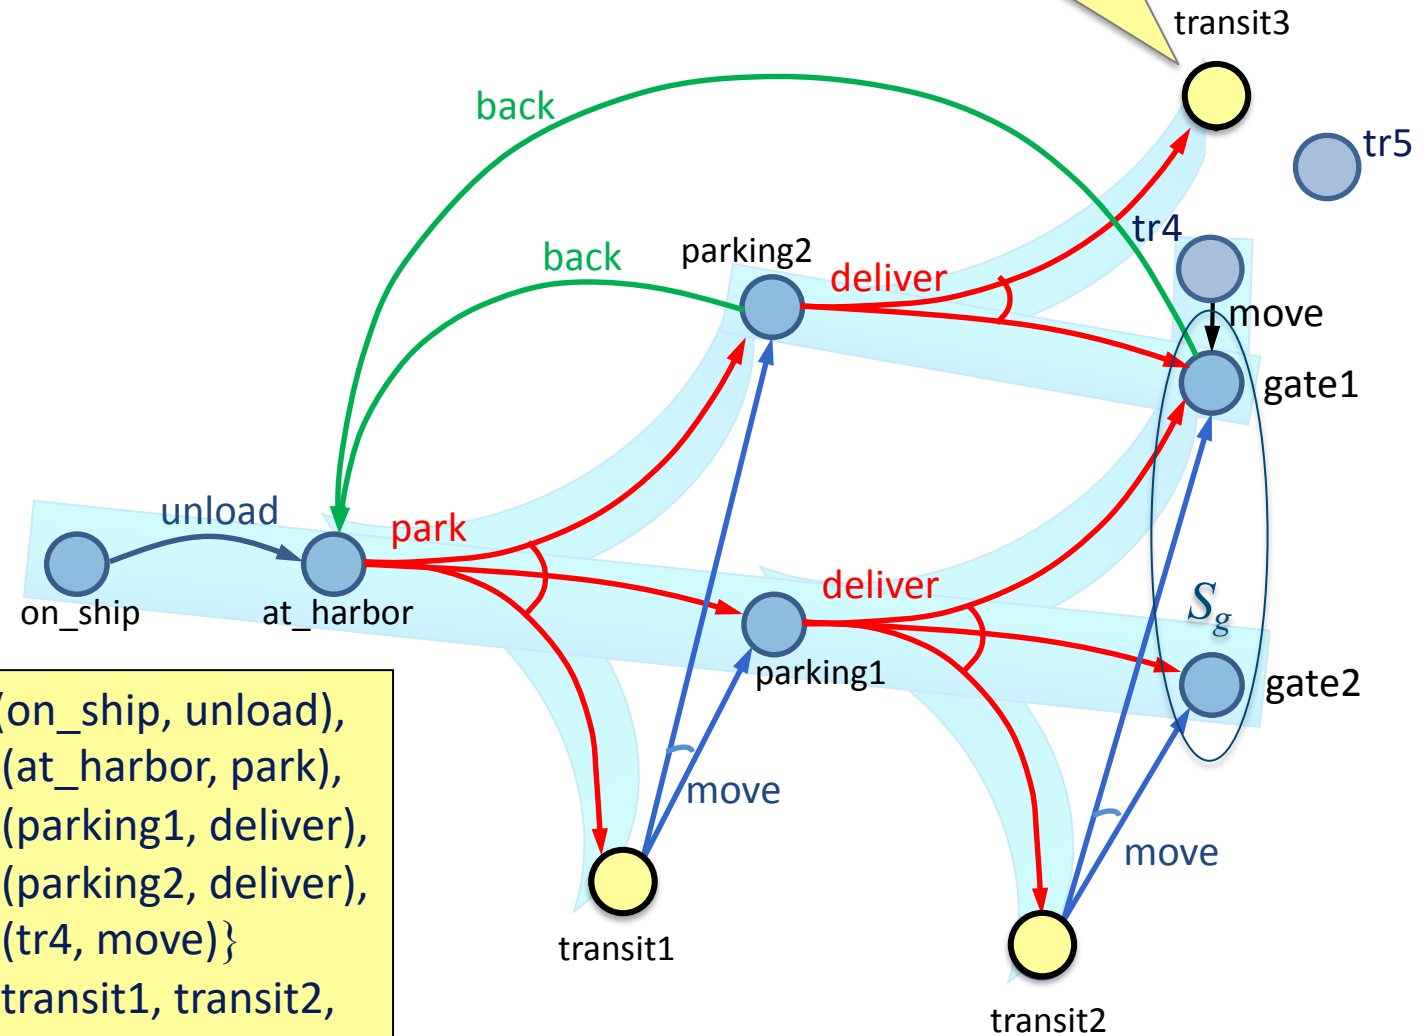 transit3
back
tr5
tr4
parking2
back
deliver
move
gate1
unload
park
deliver
S_g
on_ship
at_harbor
parking1
gate2
(on_ship, unload),
(at_harbor, park),
(parking1, deliver),
(parking2, deliver),
(tr4, move)}
transit1, transit2,
move
move
transit1
transit2